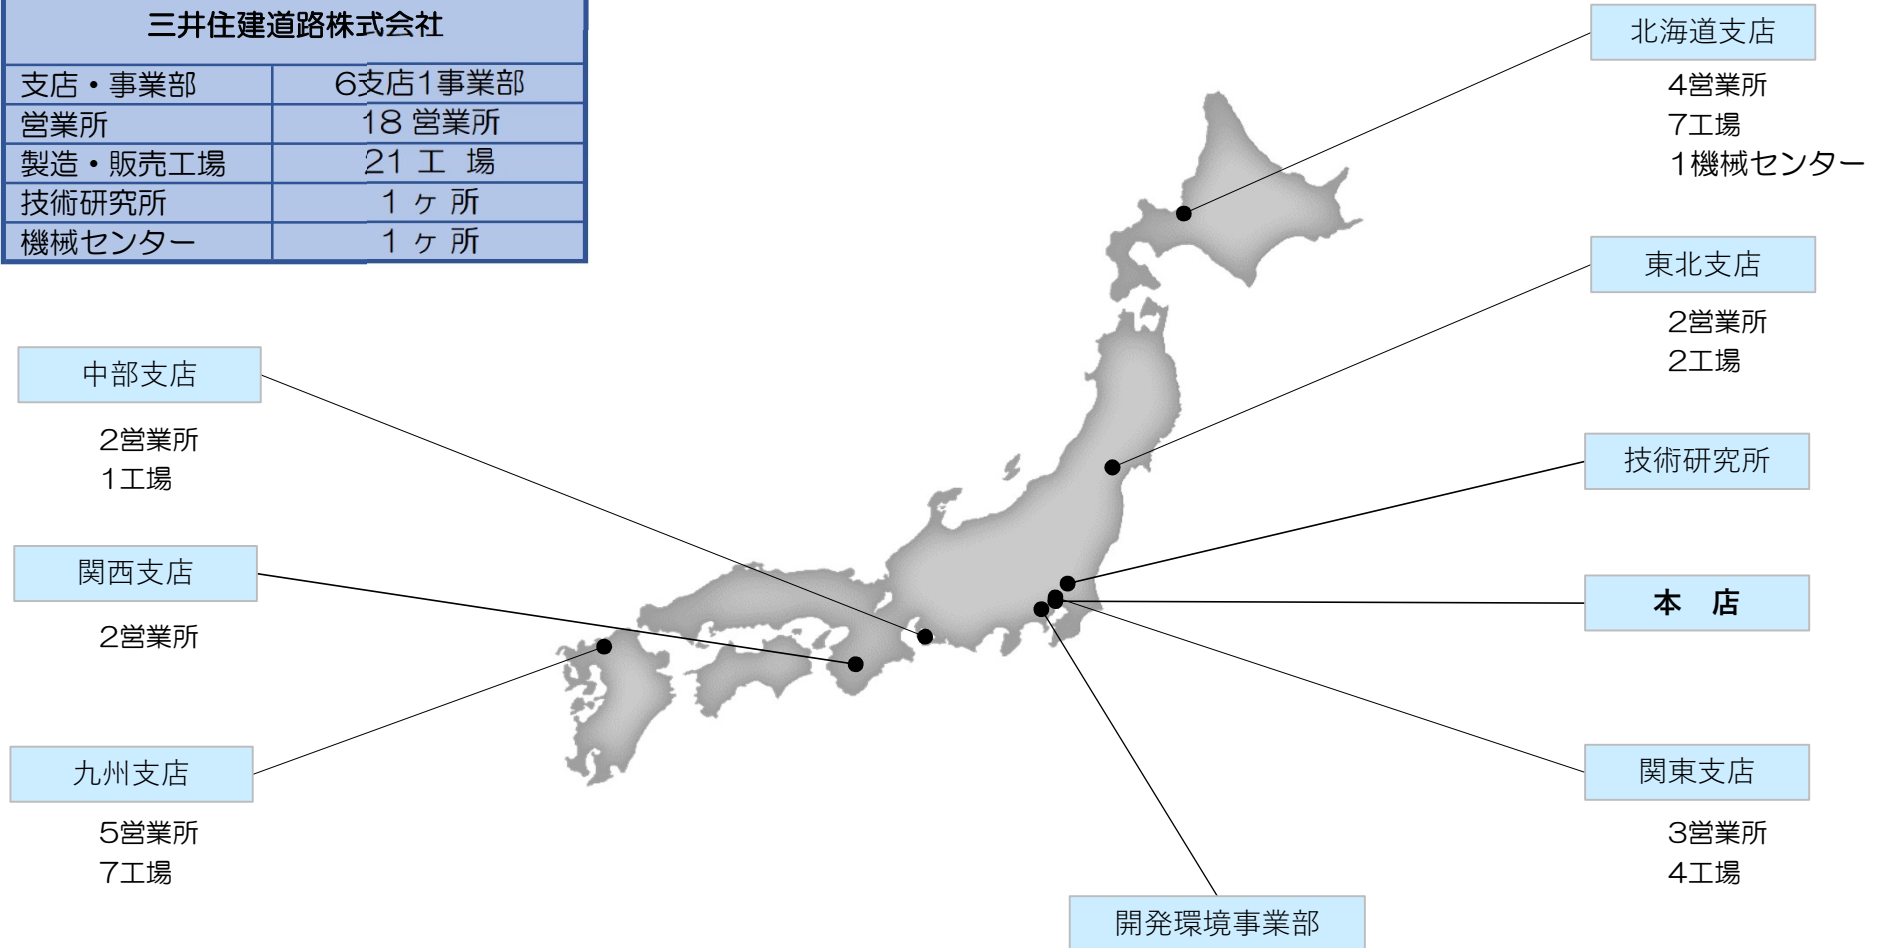 三井住建道路株式会社
支店・事業部 6支店1事業部
営業所 18 営業所
製造・販売工場 21 工 場
技術研究所 1 ヶ 所
機械センター 1 ヶ 所
北海道支店
4営業所
7工場
1機械センター
東北支店
2営業所
2工場
中部支店
2営業所
1工場
技術研究所
関西支店
2営業所
本 店
九州支店
5営業所
7工場
関東支店
3営業所
4工場
開発環境事業部